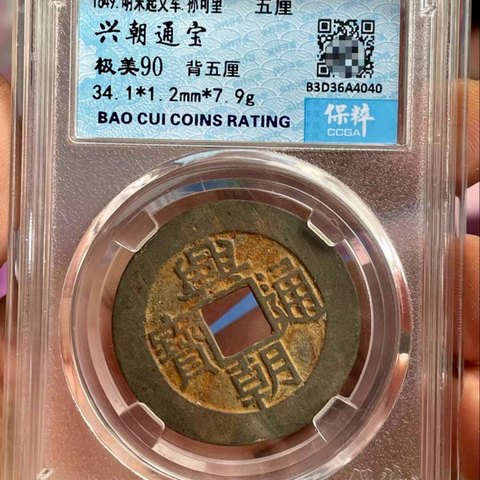 1649.明末起义军.孙可望 五厘
兴朝通宝
极美90 背五厘
34.1*1.2mm*7.9g
BAO CUI COINS RATING
B3D36A4040
保粹
CCGA
興朝通寶